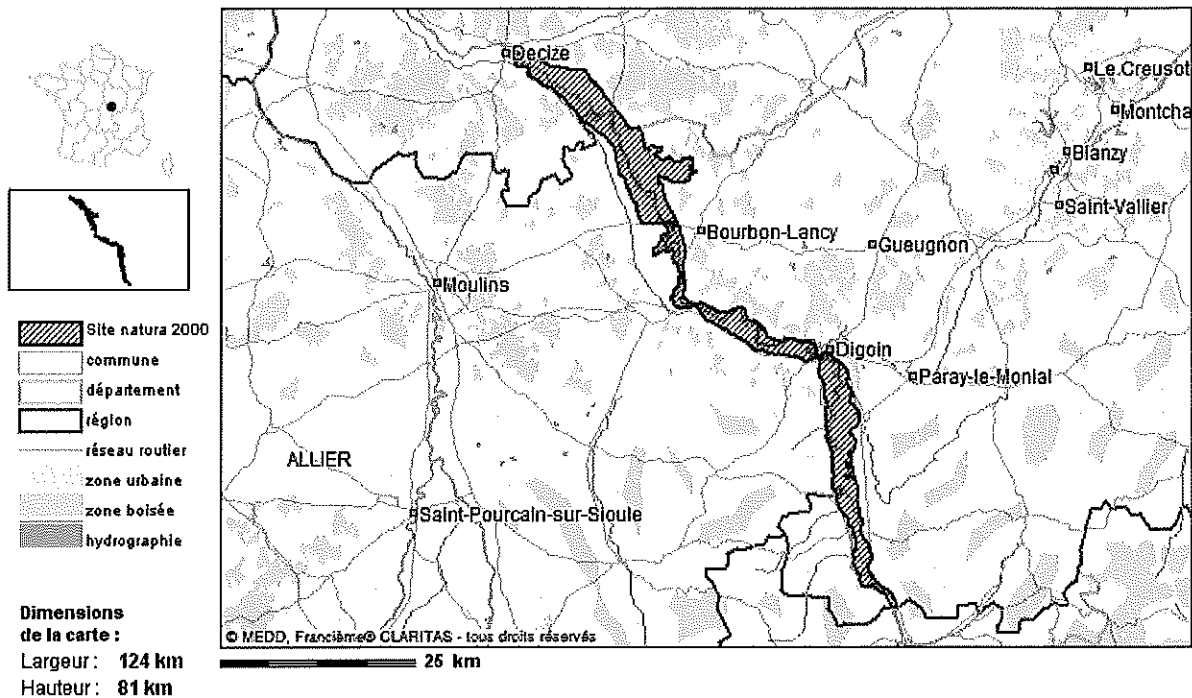 Decize
Le Creusot
Montcha
Blanzy
Saint-Vallier
Bourbon-Lancy
Gueugnon
Moulins
Digoin
Paray-le-Monial
ALLIER
Saint-Pourcain-sur-Sioule
Site natura 2000
commune
département
région
réseau routier
zone urbaine
zone boisée
hydrographie
© MEDD, Francième® CLARITAS - tous droits réservés
Dimensions
de la carte :
Largeur : 124 km
Hauteur : 81 km
25 km